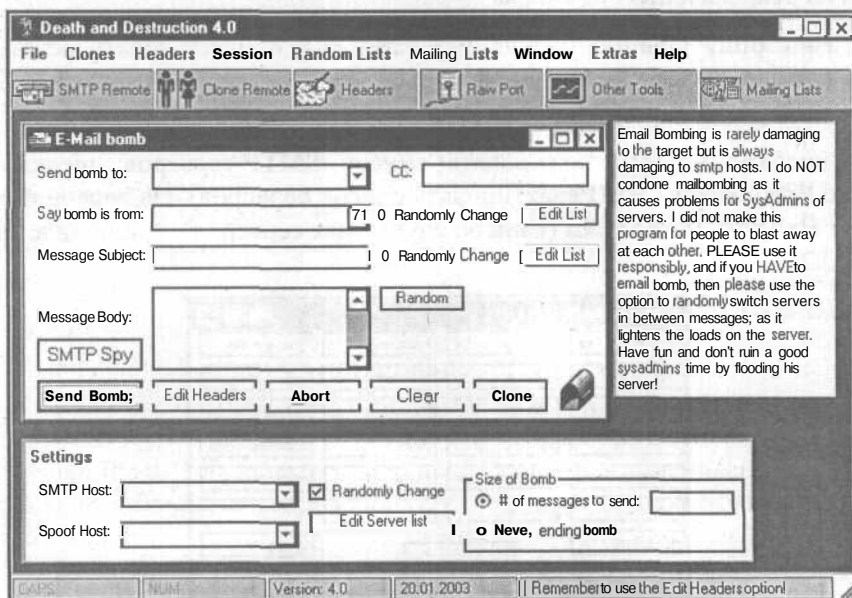 Death and Destruction 4.0
File Clones Headers Session Random Lists Mailing Lists Window Extras Help
SMTP Remote Clone Remote Headers Raw Port Other Tools Mailing Lists
E-Mail bomb
Send bomb to: CC:
Say bomb is from: 71 0 Randomly Change Edit List
Message Subject: 0 Randomly Change Edit List
Message Body: Random
SMTP Spy
Send Bomb; Edit Headers Abort Clear Clone
Email Bombing is rarely damaging
to the target but is always
damaging to smtp hosts. I do NOT
condone mailbombing as it
causes problems for SysAdmins of
servers. I did not make this
program for people to blast away
at each other. PLEASE use it
responsibly, and if you HAVE to
email bomb, then please use the
option to randomly switch servers
in between messages; as it
lightens the loads on the server.
Have fun and don't ruin a good
sysadmins time by flooding his
server!
Settings
SMTP Host: Randomly Change
Spoof Host: Edit Server list
Size of Bomb
# of messages to send:
o Neve, ending bomb
CAPS NUM Version: 4.0 20.01.2003 Remember to use the Edit Headers option!